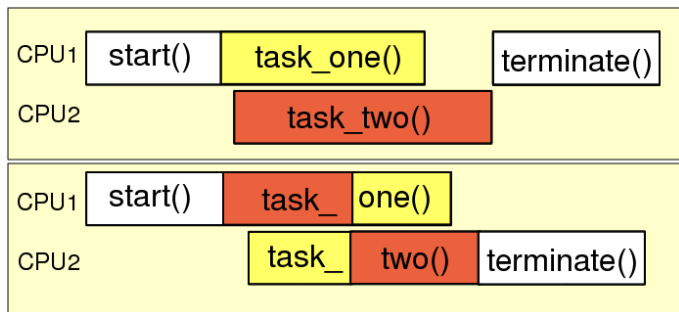 CPU1 start() task_one() terminate()
CPU2 task_two()
CPU1 start() task_ one()
CPU2 task_ two() terminate()